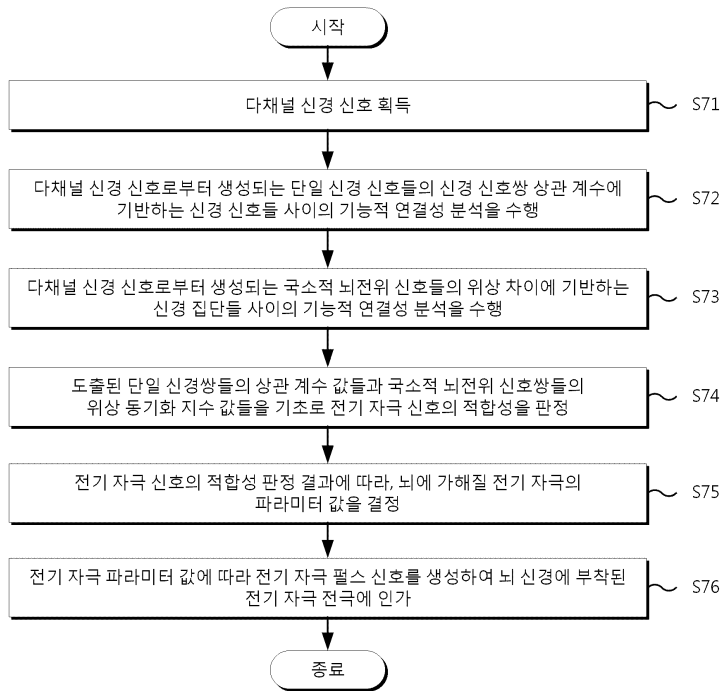 시작
다채널 신경 신호 획득
S71
다채널 신경 신호로부터 생성되는 단일 신경 신호들의 신경 신호쌍 상관 계수에
기반하는 신경 신호들 사이의 기능적 연결성 분석을 수행
S72
다채널 신경 신호로부터 생성되는 국소적 뇌전위 신호들의 위상 차이에 기반하는
신경 집단들 사이의 기능적 연결성 분석을 수행
S73
도출된 단일 신경쌍들의 상관 계수 값들과 국소적 뇌전위 신호쌍들의
위상 동기화 지수 값들을 기초로 전기 자극 신호의 적합성을 판정
S74
전기 자극 신호의 적합성 판정 결과에 따라, 뇌에 가해질 전기 자극의
파라미터 값을 결정
S75
전기 자극 파라미터 값에 따라 전기 자극 펄스 신호를 생성하여 뇌 신경에 부착된
전기 자극 전극에 인가
S76
종료